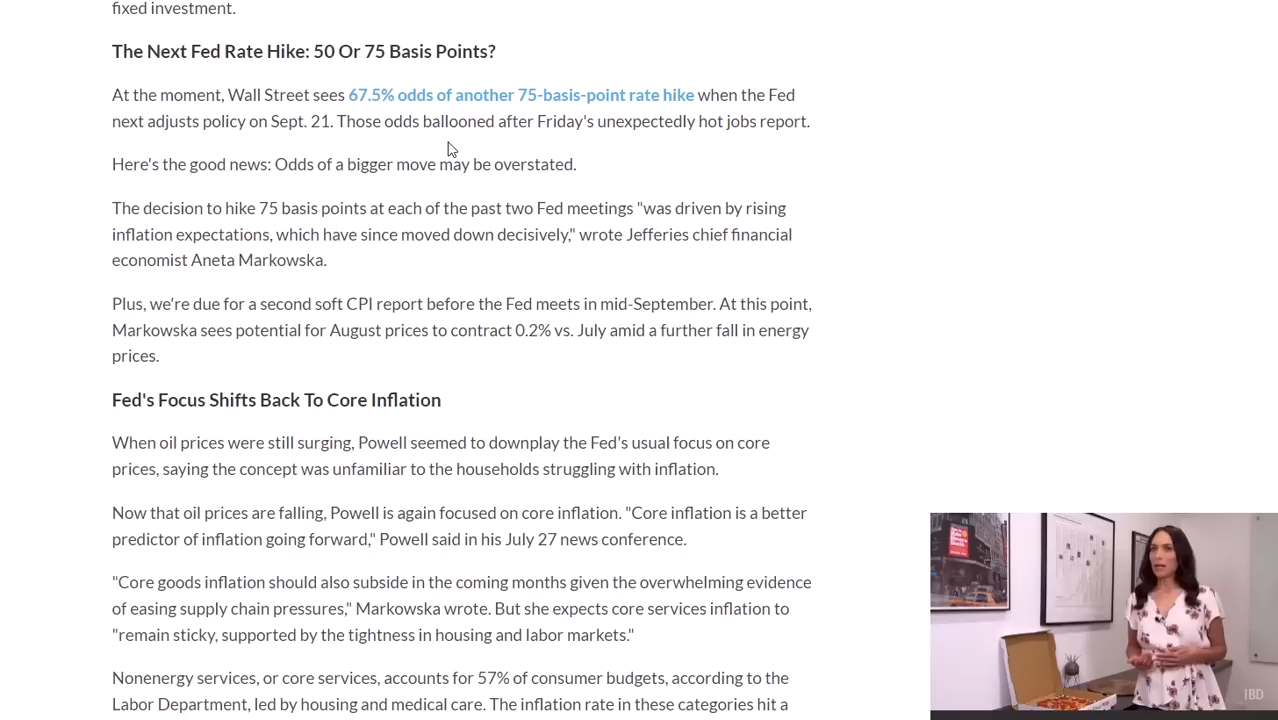 fixed investment.
The Next Fed Rate Hike: 50 Or 75 Basis Points?
At the moment, Wall Street sees 67.5% odds of another 75-basis-point rate hike when the Fed
next adjusts policy on Sept. 21. Those odds ballooned after Friday's unexpectedly hot jobs report.
Here's the good news: Odds of a bigger move may be overstated.
The decision to hike 75 basis points at each of the past two Fed meetings "was driven by rising
inflation expectations, which have since moved down decisively," wrote Jefferies chief financial
economist Aneta Markowska.
Plus, we're due for a second soft CPI report before the Fed meets in mid-September. At this point,
Markowska sees potential for August prices to contract 0.2% vs. July amid a further fall in energy
prices.
Fed's Focus Shifts Back To Core Inflation
When oil prices were still surging, Powell seemed to downplay the Fed's usual focus on core
prices, saying the concept was unfamiliar to the households struggling with inflation.
Now that oil prices are falling, Powell is again focused on core inflation. "Core inflation is a better
predictor of inflation going forward," Powell said in his July 27 news conference.
"Core goods inflation should also subside in the coming months given the overwhelming evidence
of easing supply chain pressures," Markowska wrote. But she expects core services inflation to
"remain sticky, supported by the tightness in housing and labor markets."
Nonenergy services, or core services, accounts for 57% of consumer budgets, according to the
Labor Department, led by housing and medical care. The inflation rate in these categories hit a
IBD